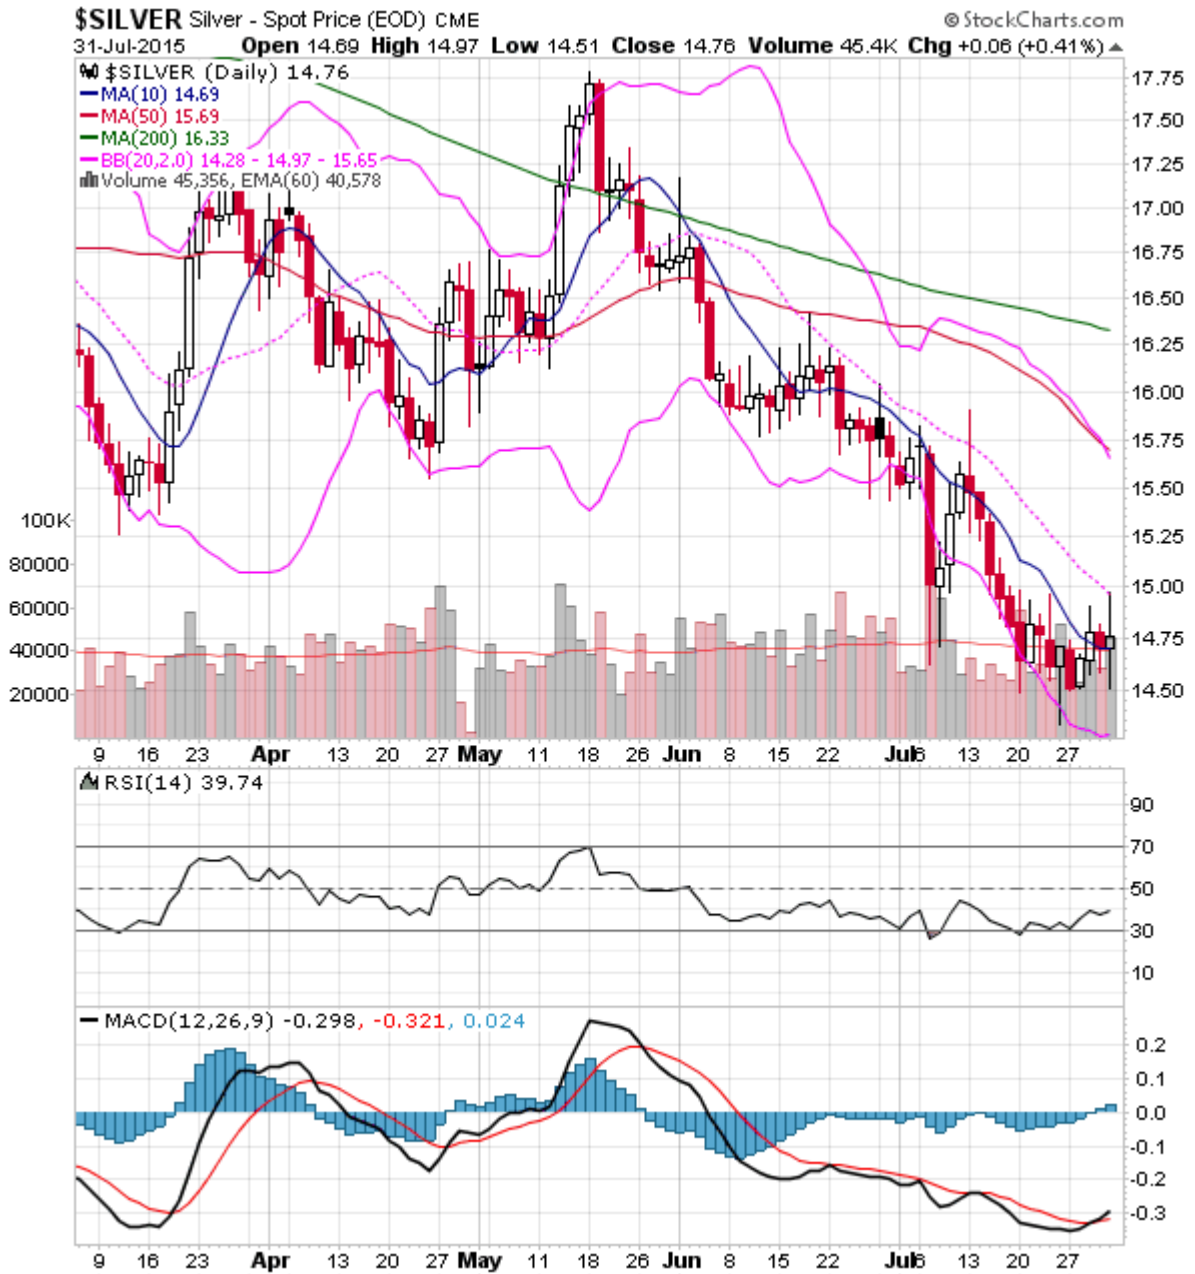 $SILVER Silver - Spot Price (EOD) CME © StockCharts.com
31-Jul-2015 Open 14.69 High 14.97 Low 14.51 Close 14.76 Volume 45.4K Chg +0.06 (+0.41%)
$SILVER (Daily) 14.76
MA(10) 14.69
MA(50) 15.69
MA(200) 16.33
BB(20,2.0) 14.28 - 14.97 - 15.65
Volume 45,356, EMA(60) 40,578
17.75
17.50
17.25
17.00
16.75
16.50
16.25
16.00
15.75
15.50
15.25
15.00
14.75
14.50
100K
80000
60000
40000
20000
9 16 23 Apr 13 20 27 May 11 18 26 Jun 8 15 22 Jul 6 13 20 27
RSI(14) 39.74
90
70
50
30
10
MACD(12,26,9) -0.298, -0.321, 0.024
0.2
0.1
0.0
-0.1
-0.2
-0.3
9 16 23 Apr 13 20 27 May 11 18 26 Jun 8 15 22 Jul 6 13 20 27